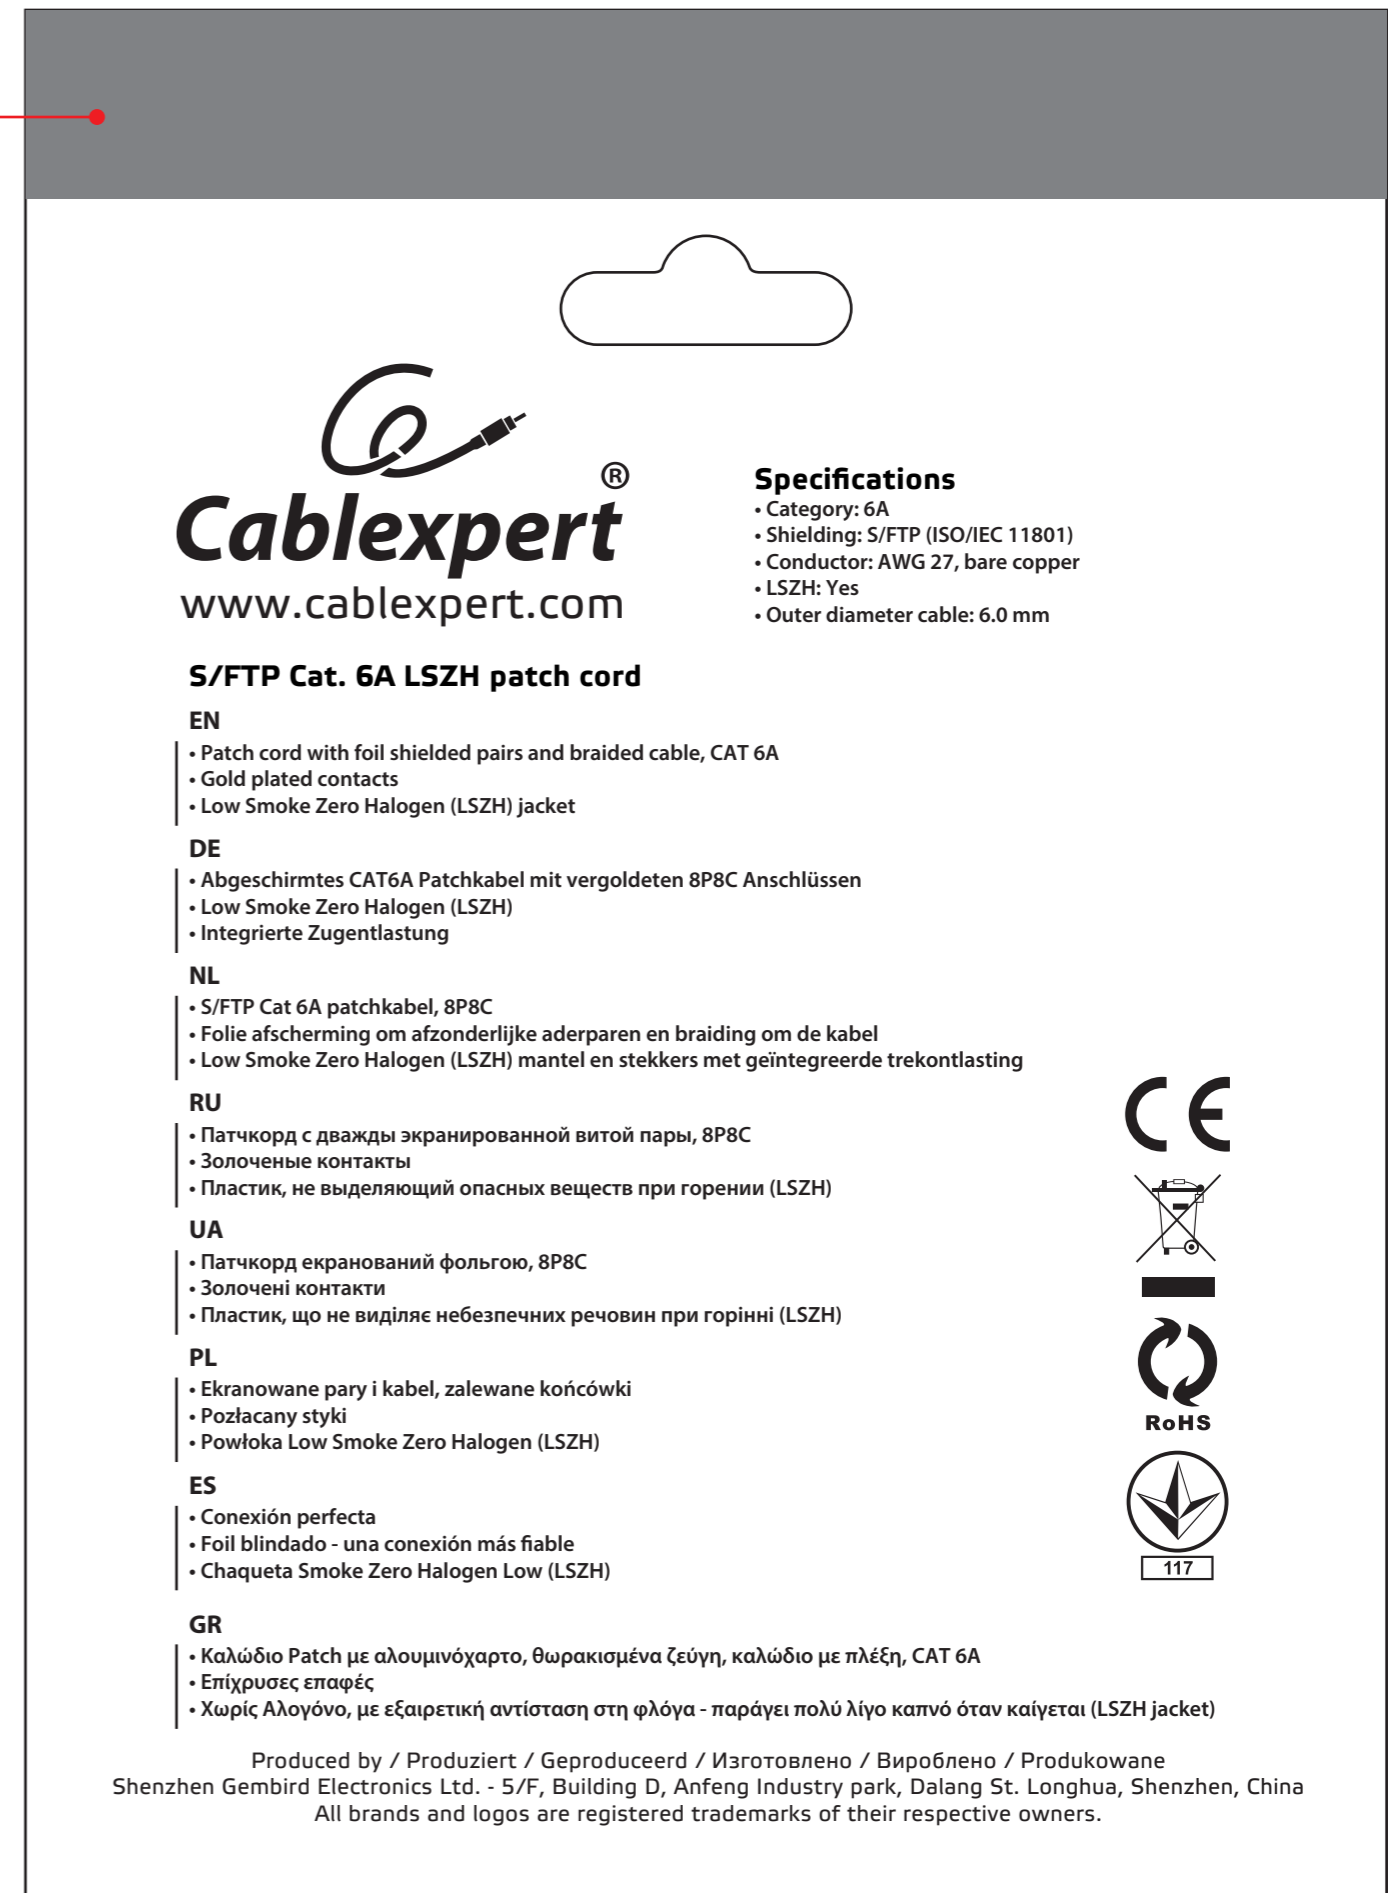 Cablexpert®
www.cablexpert.com
Specifications
• Category: 6A
• Shielding: S/FTP (ISO/IEC 11801)
• Conductor: AWG 27, bare copper
• LSZH: Yes
• Outer diameter cable: 6.0 mm
S/FTP Cat. 6A LSZH patch cord
EN
• Patch cord with foil shielded pairs and braided cable, CAT 6A
• Gold plated contacts
• Low Smoke Zero Halogen (LSZH) jacket
DE
• Abgeschirmtes CAT6A Patchkabel mit vergoldeten 8P8C Anschlüssen
• Low Smoke Zero Halogen (LSZH)
• Integrierte Zugentlastung
NL
• S/FTP Cat 6A patchkabel, 8P8C
• Folie afscherming om afzonderlijke aderparen en braiding om de kabel
• Low Smoke Zero Halogen (LSZH) mantel en stekkers met geïntegreerde trekontlasting
RU
• Патчкорд с дважды экранированной витой пары, 8P8C
• Золоченые контакты
• Пластик, не выделяющий опасных веществ при горении (LSZH)
UA
• Патчкорд екранований фольгою, 8P8C
• Золочені контакти
• Пластик, що не виділяє небезпечних речовин при горінні (LSZH)
PL
• Ekranowane pary i kabel, zalewane końcówki
• Pozłacany styki
• Powłoka Low Smoke Zero Halogen (LSZH)
ES
• Conexión perfecta
• Foil blindado - una conexión más fiable
• Chaqueta Smoke Zero Halogen Low (LSZH)
GR
• Καλώδιο Patch με αλουμινόχαρτο, θωρακισμένα ζεύγη, καλώδιο με πλέξη, CAT 6A
• Επίχρυσες επαφές
• Χωρίς Αλογόνο, με εξαιρετική αντίσταση στη φλόγα - παράγει πολύ λίγο καπνό όταν καίγεται (LSZH jacket)
CE
RoHS
117
Produced by / Produziert / Geproduceerd / Изготовлено / Вироблено / Produkowane
Shenzhen Gembird Electronics Ltd. - 5/F, Building D, Anfeng Industry park, Dalang St. Longhua, Shenzhen, China
All brands and logos are registered trademarks of their respective owners.